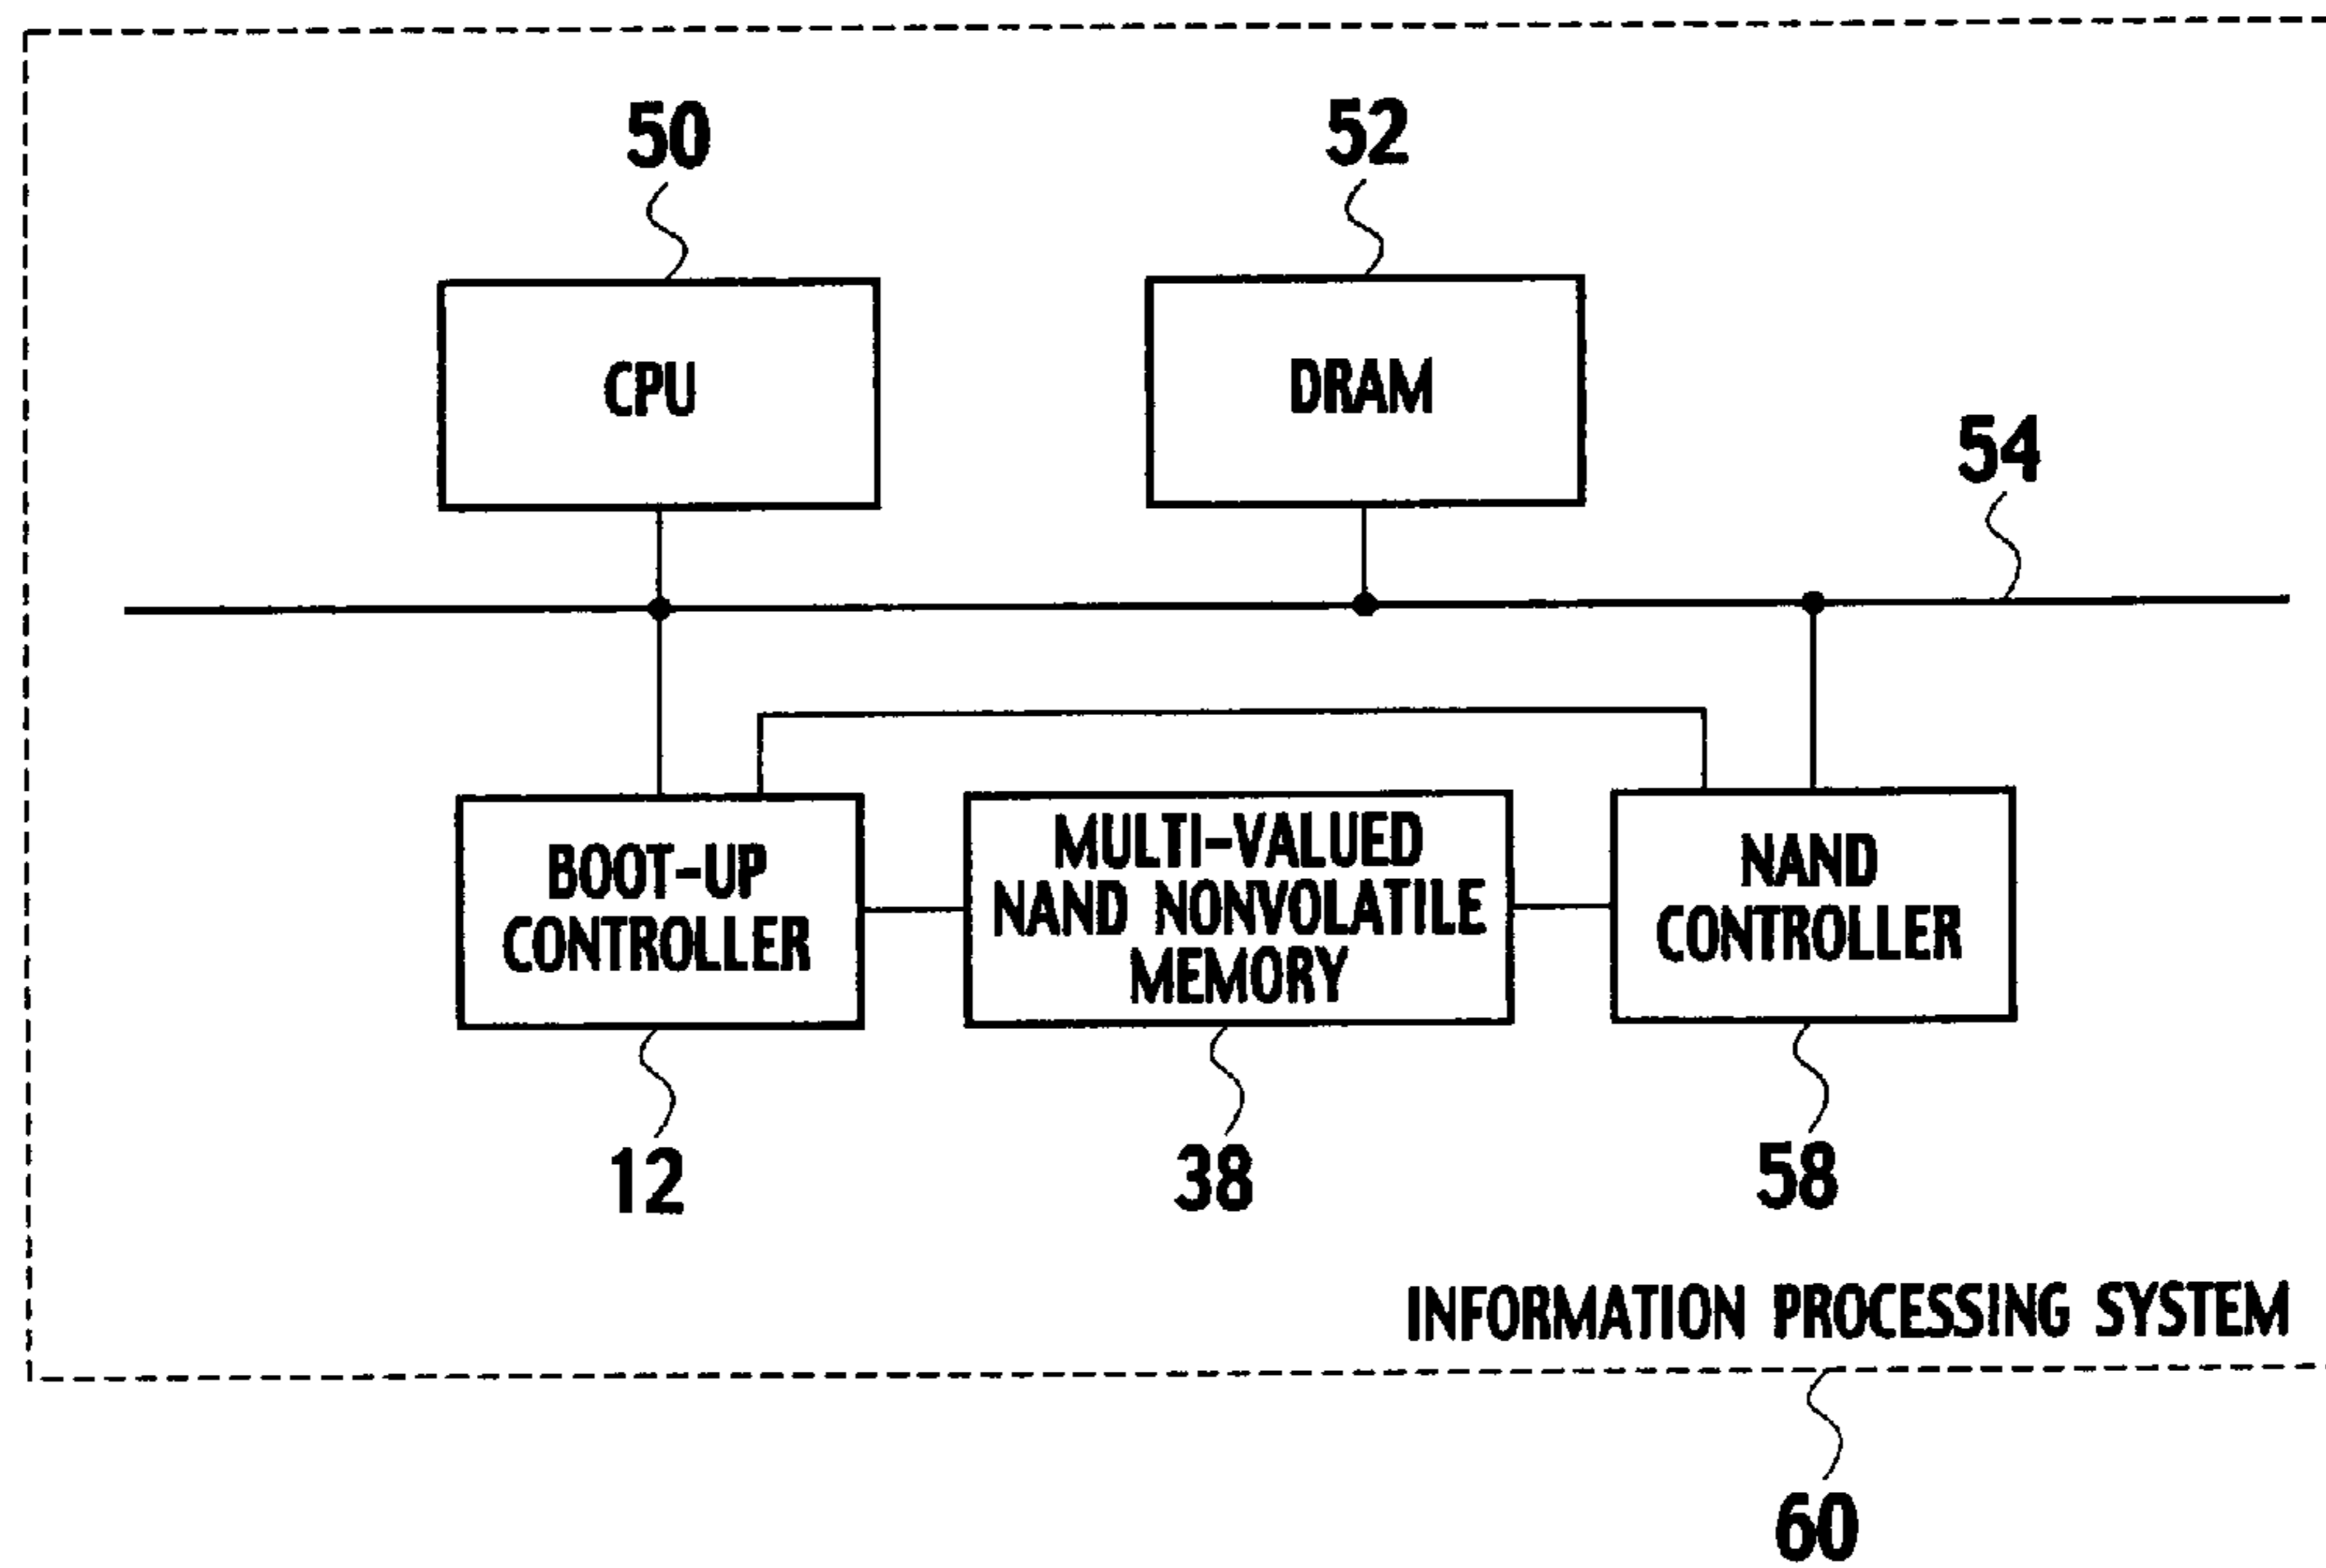 50
52
CPU
DRAM
54
BOOT-UP
CONTROLLER
MULTI-VALUED
NAND NONVOLATILE
MEMORY
NAND
CONTROLLER
12
38
58
INFORMATION PROCESSING SYSTEM
60